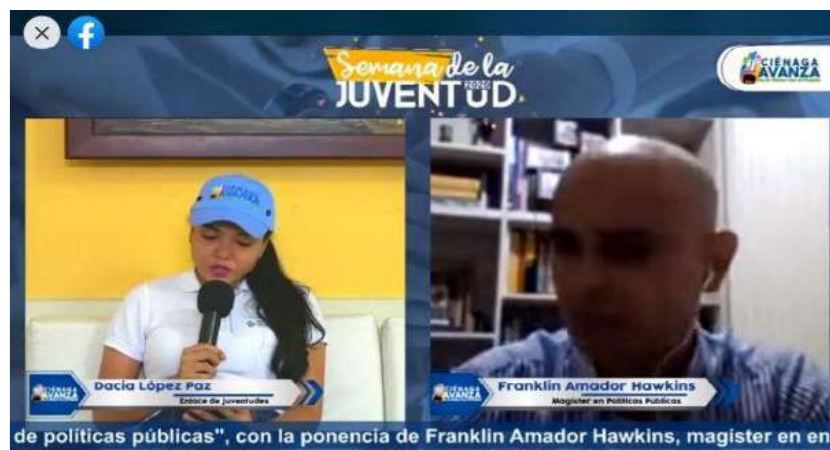 Semana de la
2020
JUVENTUD
CIÉNAGA
AVANZA
Dacia López Paz
Enlace de Juventudes
CIÉNAGA
AVANZA
Franklin Amador Hawkins
Magíster en Políticas Públicas
CIÉNAGA
AVANZA
de políticas públicas", con la ponencia de Franklin Amador Hawkins, magíster en en